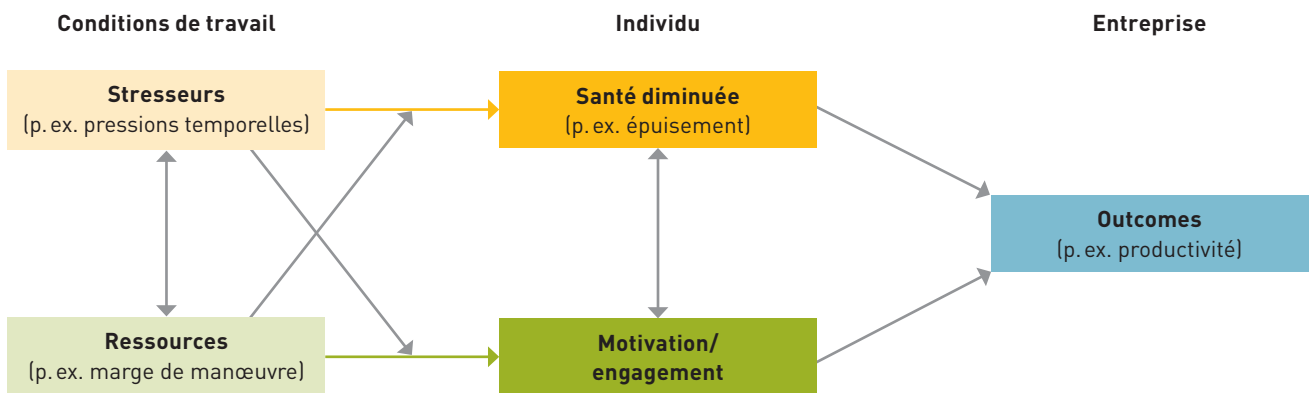 Conditions de travail
Individu
Entreprise
Stresseurs
(p. ex. pressions temporelles)
Santé diminuée
(p. ex. épuisement)
Outcomes
(p. ex. productivité)
Ressources
(p. ex. marge de manœuvre)
Motivation/
engagement